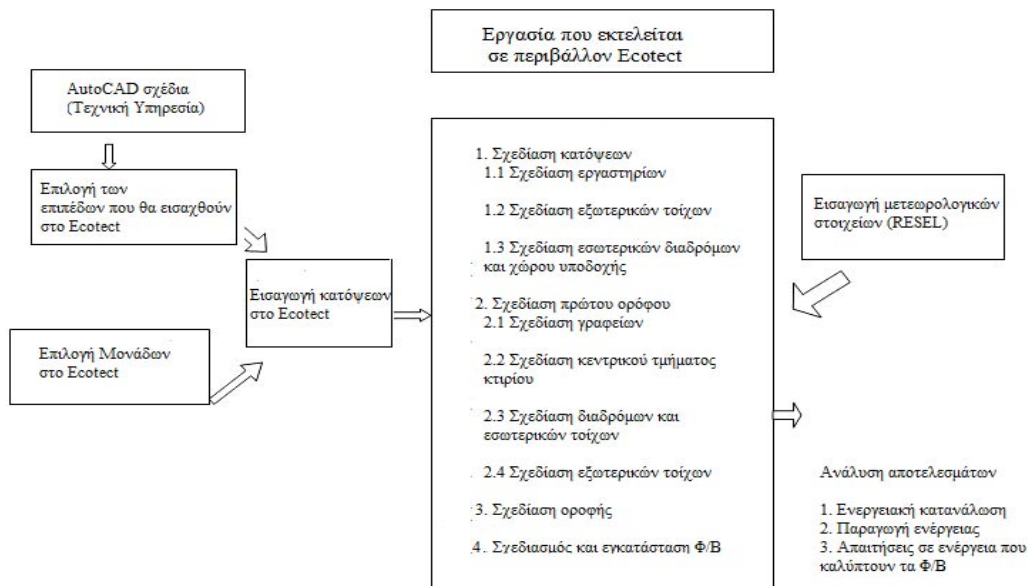 Εργασία που εκτελείται
σε περιβάλλον Ecotect
AutoCAD σχέδια
(Τεχνική Υπηρεσία)
Επιλογή των
επιπέδων που θα εισαχθούν
στο Ecotect
Επιλογή Μονάδων
στο Ecotect
Εισαγωγή κατόψεων
στο Ecotect
1. Σχεδίαση κατόψεων
1.1 Σχεδίαση εργαστηρίων
1.2 Σχεδίαση εξωτερικών τοίχων
1.3 Σχεδίαση εσωτερικών διαδρόμων
και χώρου υποδοχής
2. Σχεδίαση πρώτου ορόφου
2.1 Σχεδίαση γραφείων
2.2 Σχεδίαση κεντρικού τμήματος
κτιρίου
2.3 Σχεδίαση διαδρόμων και
εσωτερικών τοίχων
2.4 Σχεδίαση εξωτερικών τοίχων
3. Σχεδίαση οροφής
4. Σχεδιασμός και εγκατάσταση Φ/Β
Εισαγωγή μετεωρολογικών
στοιχείων (RESEL)
Ανάλυση αποτελεσμάτων
1. Ενεργειακή κατανάλωση
2. Παραγωγή ενέργειας
3. Απαιτήσεις σε ενέργεια που
καλύπτουν τα Φ/Β